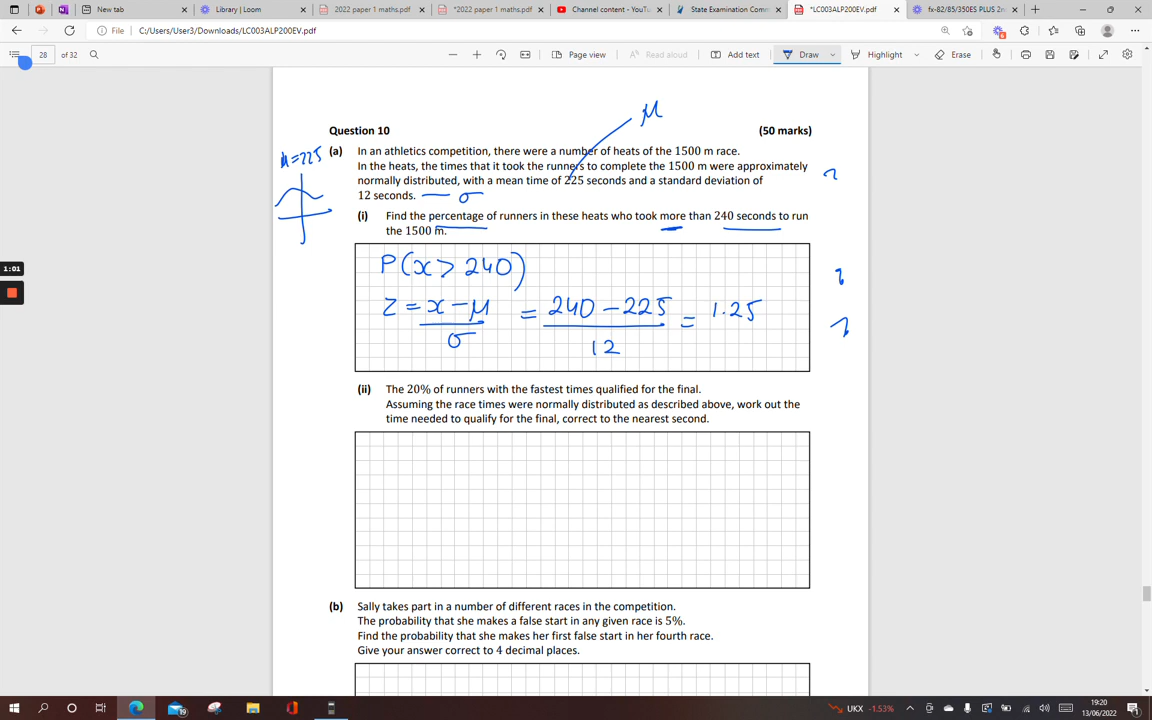 New tab
Library | Loom
2022 paper 1 maths.pdf
*2022 paper 1 maths.pdf
Channel content - YouTu
State Examination Comm
*LC003ALP200EV.pdf
fx-82/85/350ES PLUS 2n
File
C:/Users/User3/Downloads/LC003ALP200EV.pdf
28 of 32
Page view
Read aloud
Add text
Draw
Highlight
Erase
μ
Question 10 (50 marks)
μ=225
(a) In an athletics competition, there were a number of heats of the 1500 m race.
In the heats, the times that it took the runners to complete the 1500 m were approximately
normally distributed, with a mean time of 225 seconds and a standard deviation of
12 seconds. — σ
(i) Find the percentage of runners in these heats who took more than 240 seconds to run
the 1500 m.
1:01
P(x > 240)
Z = x − μ / σ = 240 − 225 / 12 = 1.25
(ii) The 20% of runners with the fastest times qualified for the final.
Assuming the race times were normally distributed as described above, work out the
time needed to qualify for the final, correct to the nearest second.
(b) Sally takes part in a number of different races in the competition.
The probability that she makes a false start in any given race is 5%.
Find the probability that she makes her first false start in her fourth race.
Give your answer correct to 4 decimal places.
19
UKX -1.53%
19:20
13/06/2022